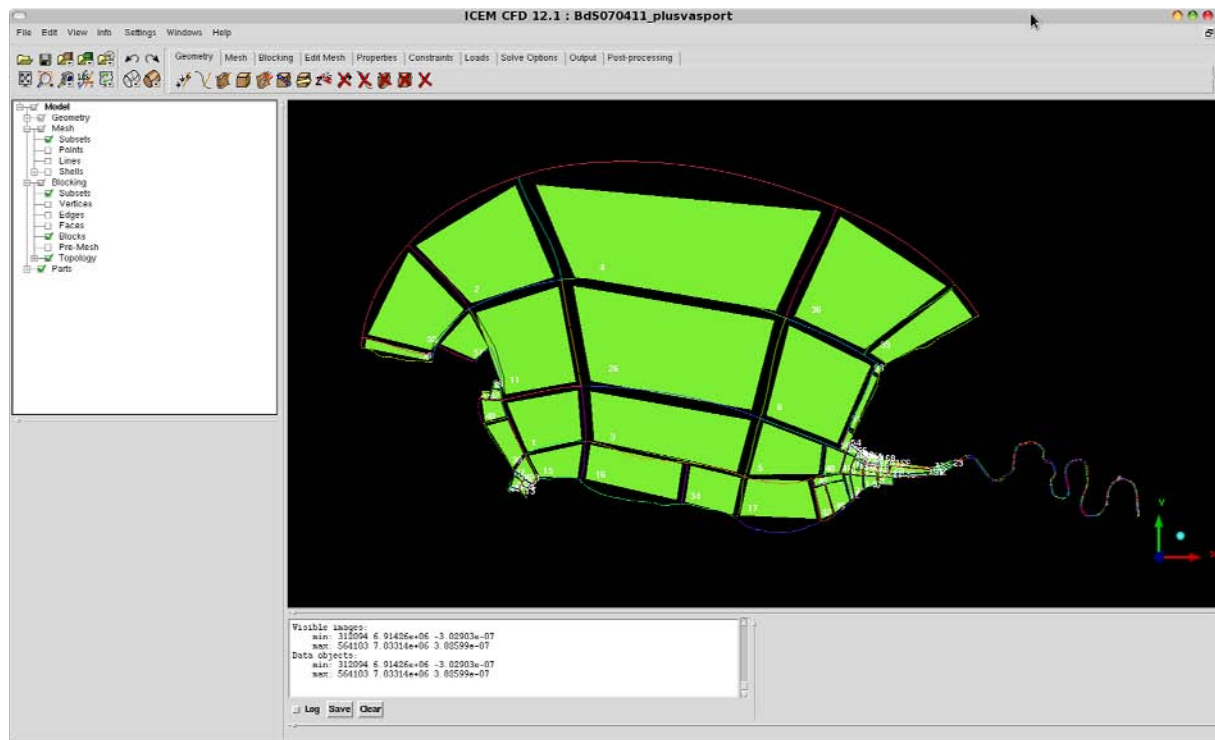 ICEM CFD 12.1 : BdS070411_plusvasport
File Edit View Info Settings Windows Help
Geometry Mesh Blocking Edit Mesh Properties Constraints Loads Solve Options Output Post-processing
Model
Geometry
Mesh
Subsets
Points
Lines
Shells
Blocking
Subsets
Vertices
Edges
Faces
Blocks
Pre-Mesh
Topology
Parts
4
2
36
11
26
6
1
3
5
15
16
34
17
Y
Visible images:
min: 312094 6.91426e+06 -3.02903e-07
max: 564103 7.03314e+06 3.02599e-07
Data objects:
min: 312094 6.91426e+06 -3.02903e-07
max: 564103 7.03314e+06 3.02599e-07
Log Save Clear